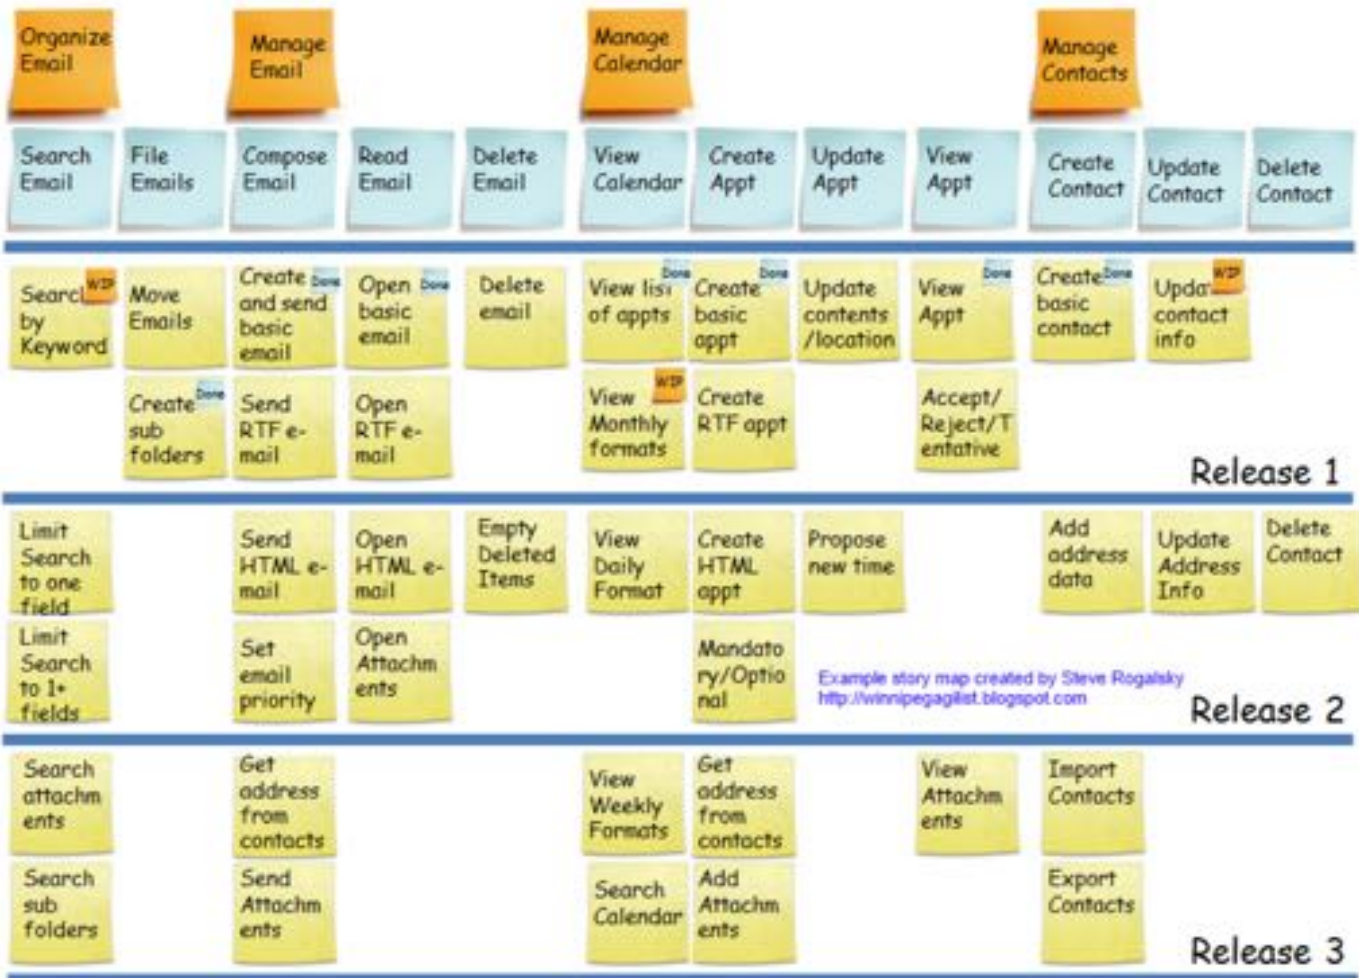 Organize
Email
Manage
Email
Manage
Calendar
Manage
Contacts
Search
Email
File
Emails
Compose
Email
Read
Email
Delete
Email
View
Calendar
Create
Appt
Update
Appt
View
Appt
Create
Contact
Update
Contact
Delete
Contact
WIP
Searc
by
Keyword
Move
Emails
Done
Create
and send
basic
email
Done
Open
basic
email
Delete
email
Done
View list
of appts
Done
Create
basic
appt
Update
contents
/location
Done
View
Appt
Done
Create
basic
contact
WIP
Updat
contact
info
Done
Create
sub
folders
Send
RTF e-
mail
Open
RTF e-
mail
WIP
View
Monthly
formats
Create
RTF appt
Accept/
Reject/T
entative
Release 1
Limit
Search
to one
field
Send
HTML e-
mail
Open
HTML e-
mail
Empty
Deleted
Items
View
Daily
Format
Create
HTML
appt
Propose
new time
Add
address
data
Update
Address
Info
Delete
Contact
Limit
Search
to 1+
fields
Set
email
priority
Open
Attachm
ents
Mandato
ry/Optio
nal
Example story map created by Steve Rogalsky
http://winnipegagilist.blogspot.com
Release 2
Search
attachm
ents
Get
address
from
contacts
View
Weekly
Formats
Get
address
from
contacts
View
Attachm
ents
Import
Contacts
Search
sub
folders
Send
Attachm
ents
Search
Calendar
Add
Attachm
ents
Export
Contacts
Release 3